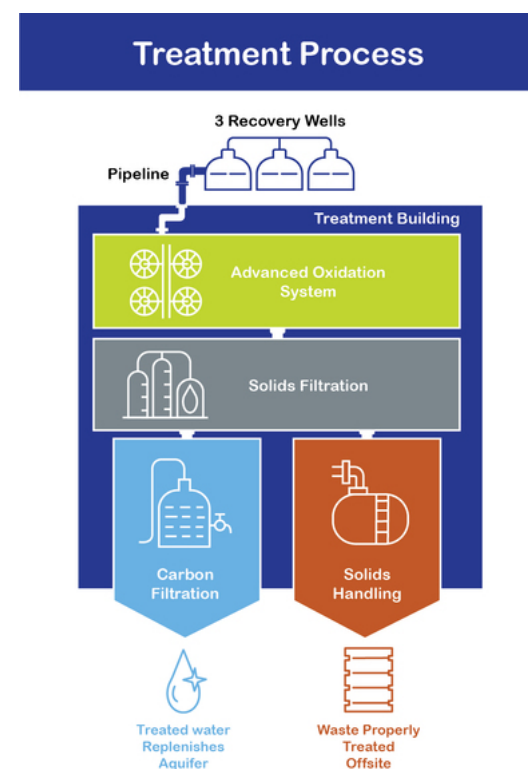 Treatment Process
3 Recovery Wells
Pipeline
Treatment Building
Advanced Oxidation
System
Solids Filtration
Carbon
Filtration
Solids
Handling
Treated water
Replenishes
Aquifer
Waste Properly
Treated
Offsite